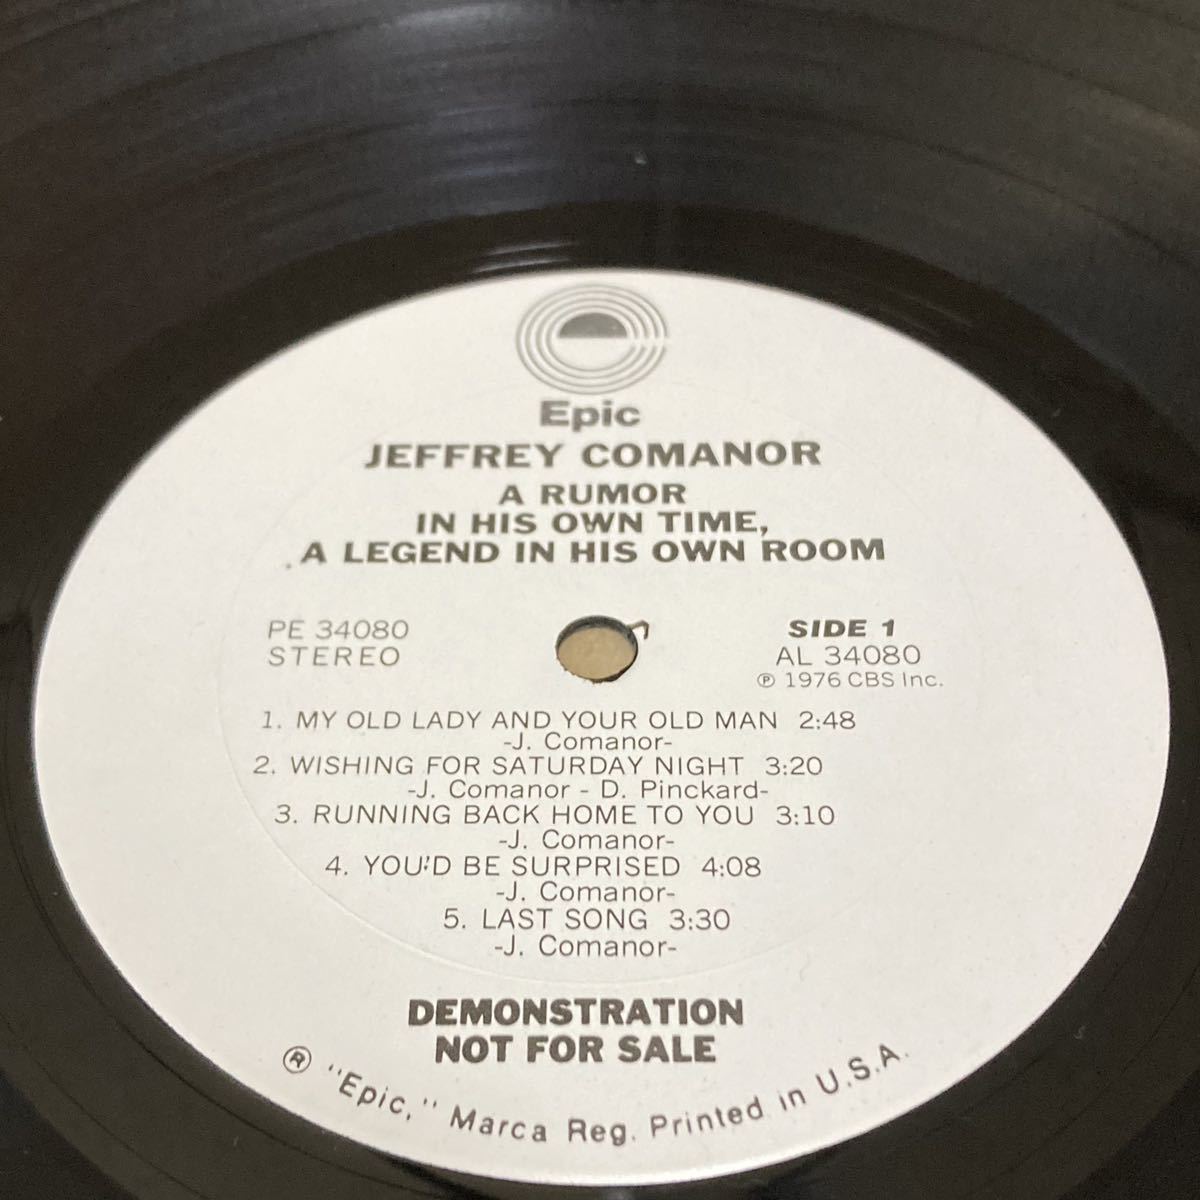 Epic
JEFFREY COMANOR
A RUMOR
IN HIS OWN TIME,
A LEGEND IN HIS OWN ROOM
PE 34080
STEREO
SIDE 1
AL 34080
℗ 1976 CBS Inc.
1. MY OLD LADY AND YOUR OLD MAN 2:48
-J. Comanor-
2. WISHING FOR SATURDAY NIGHT 3:20
-J. Comanor - D. Pinckard-
3. RUNNING BACK HOME TO YOU 3:10
-J. Comanor-
4. YOU'D BE SURPRISED 4:08
-J. Comanor-
5. LAST SONG 3:30
-J. Comanor-
DEMONSTRATION
NOT FOR SALE
® "Epic," Marca Reg. Printed in U.S.A.